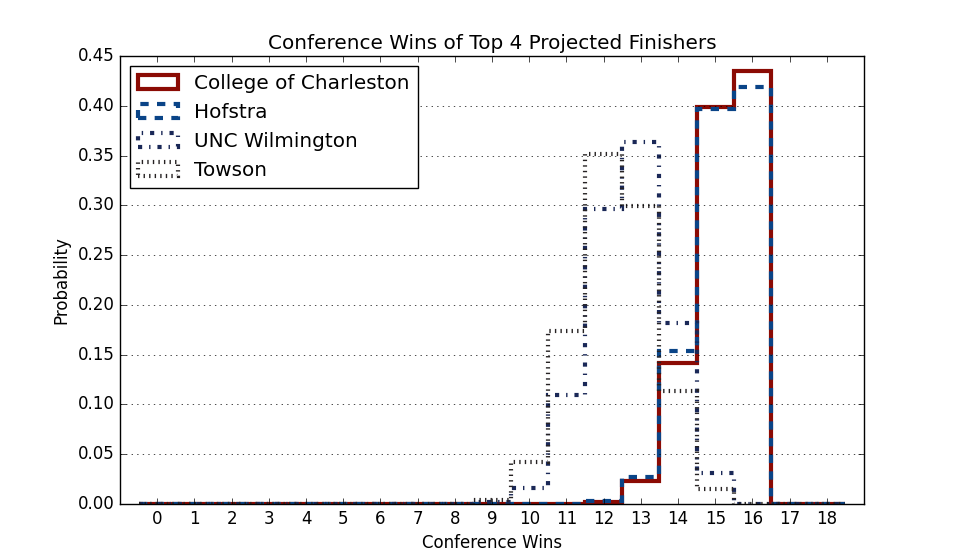 Conference Wins of Top 4 Projected Finishers
0.45
0.40
0.35
0.30
0.25
0.20
0.15
0.10
0.05
0.00
Probability
College of Charleston
Hofstra
UNC Wilmington
Towson
0 1 2 3 4 5 6 7 8 9 10 11 12 13 14 15 16 17 18
Conference Wins